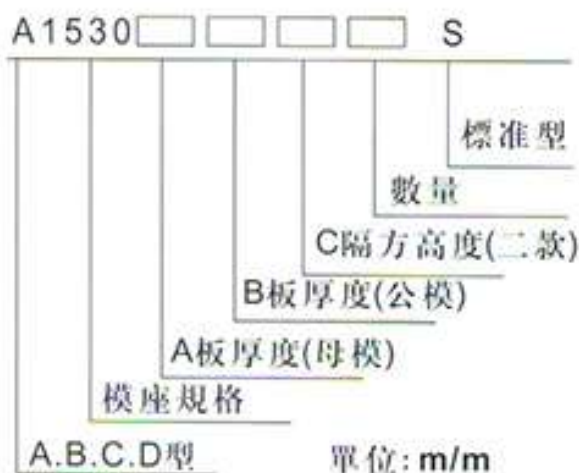 A1530□ □ □ □ S
標准型
數量
C隔方高度(二款)
B板厚度(公模)
A板厚度(母模)
模座規格
A.B.C.D型 單位: m/m